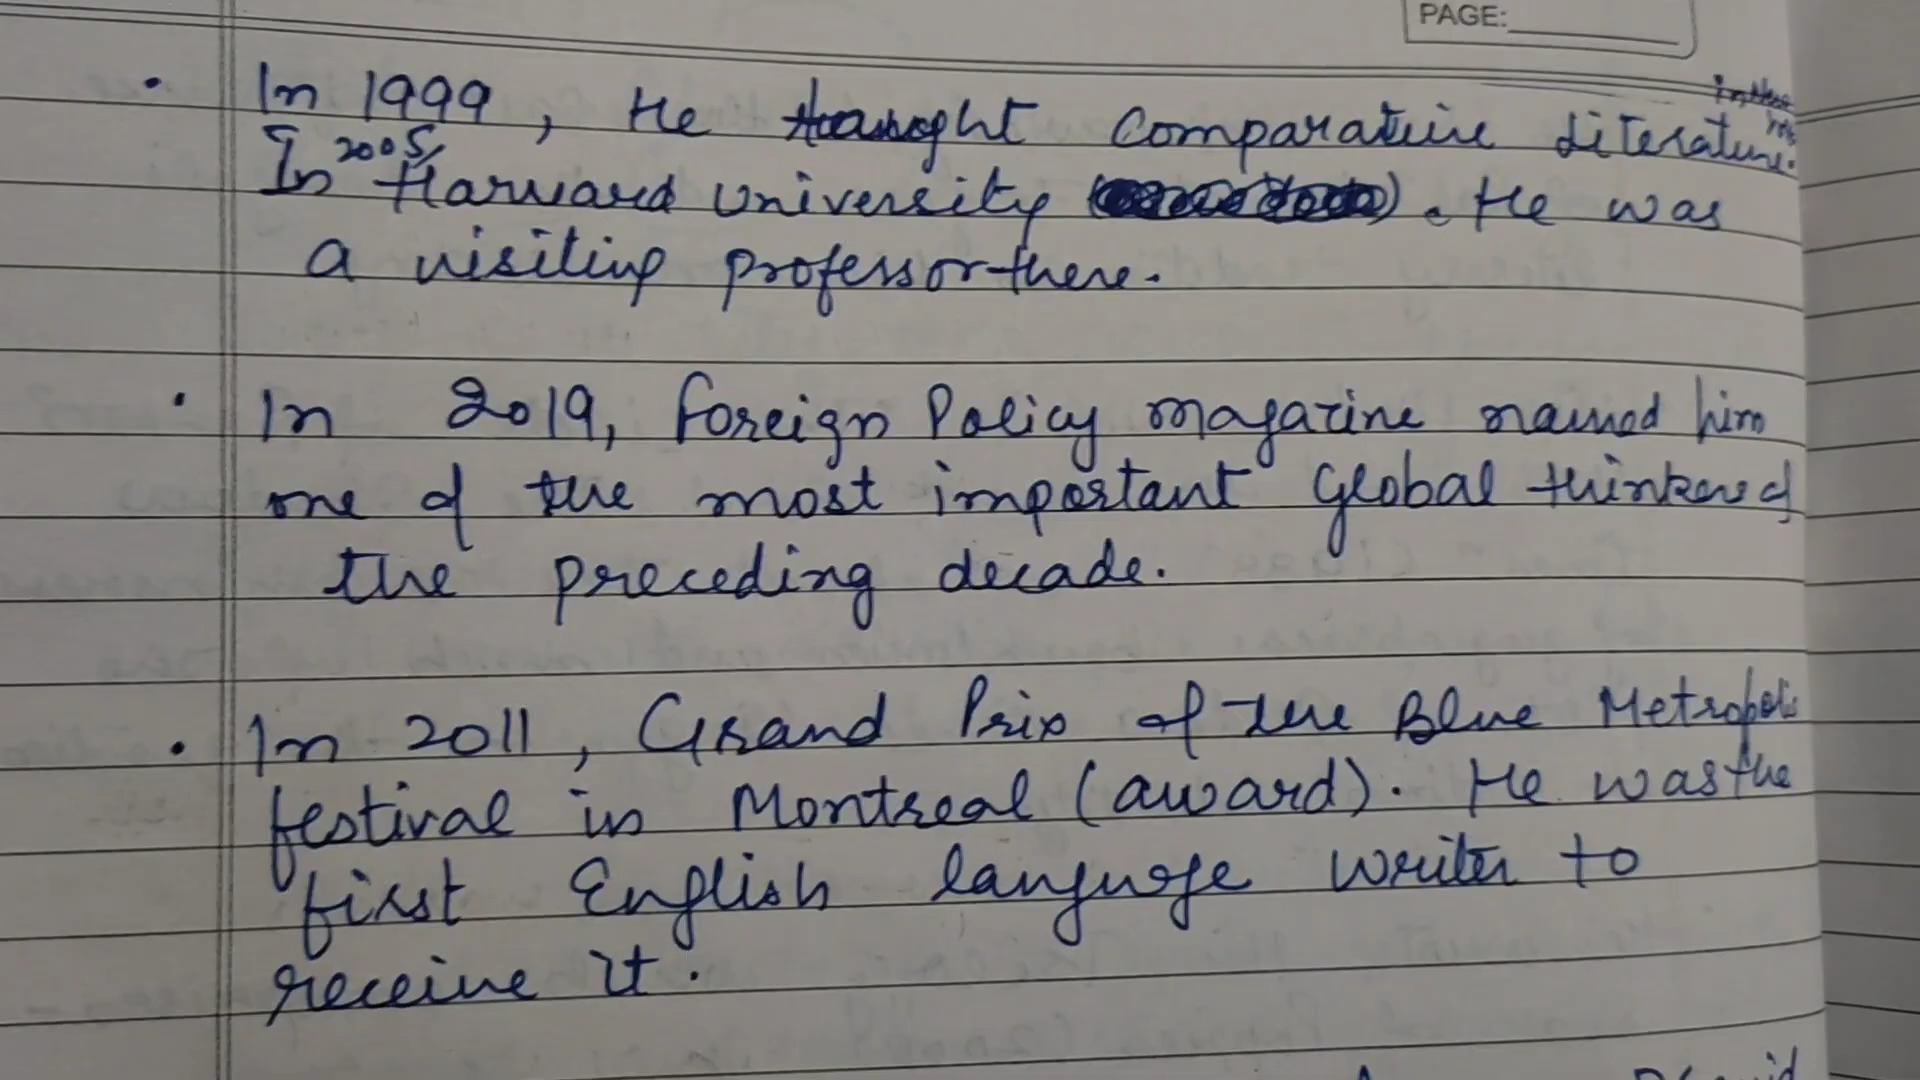 PAGE:
• In 1999, He taught Comparative Literature.
In 2005, In Harvard University . He was
a visiting professor there.
• In 2019, Foreign Policy magazine named him
one of the most important Global thinkers of
the preceding decade.
• In 2011, Grand Prix of the Blue Metropolis
festival in Montreal (award). He was the
first English language writer to
receive it.